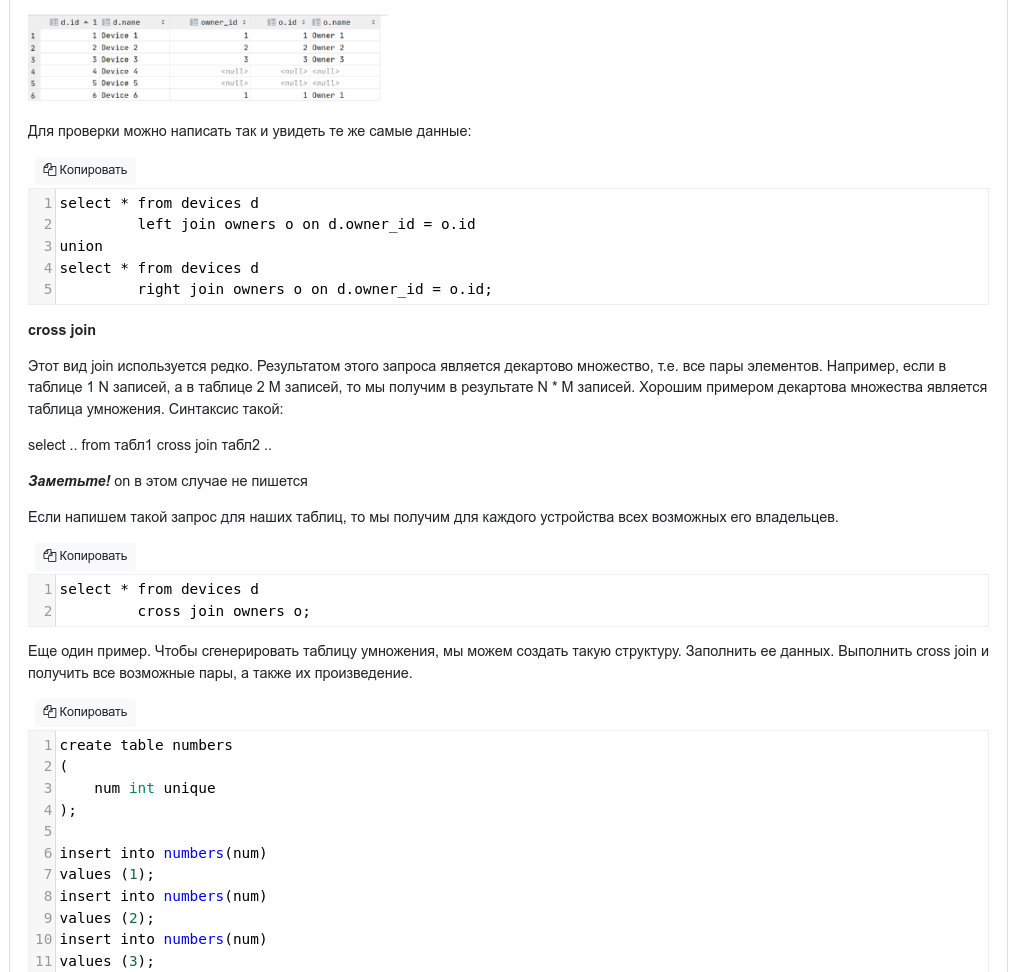 d.id 1 d.name owner_id o.id o.name
1 1 Device 1 1 1 Owner 1
2 2 Device 2 2 2 Owner 2
3 3 Device 3 3 3 Owner 3
4 4 Device 4 <null> <null> <null>
5 5 Device 5 <null> <null> <null>
6 6 Device 6 1 1 Owner 1
Для проверки можно написать так и увидеть те же самые данные:
Копировать
1 select * from devices d
2 left join owners o on d.owner_id = o.id
3 union
4 select * from devices d
5 right join owners o on d.owner_id = o.id;
cross join
Этот вид join используется редко. Результатом этого запроса является декартово множество, т.е. все пары элементов. Например, если в
таблице 1 N записей, а в таблице 2 M записей, то мы получим в результате N * M записей. Хорошим примером декартова множества является
таблица умножения. Синтаксис такой:
select .. from табл1 cross join табл2 ..
Заметьте! on в этом случае не пишется
Если напишем такой запрос для наших таблиц, то мы получим для каждого устройства всех возможных его владельцев.
Копировать
1 select * from devices d
2 cross join owners o;
Еще один пример. Чтобы сгенерировать таблицу умножения, мы можем создать такую структуру. Заполнить ее данных. Выполнить cross join и
получить все возможные пары, а также их произведение.
Копировать
1 create table numbers
2 (
3 num int unique
4 );
5
6 insert into numbers(num)
7 values (1);
8 insert into numbers(num)
9 values (2);
10 insert into numbers(num)
11 values (3);